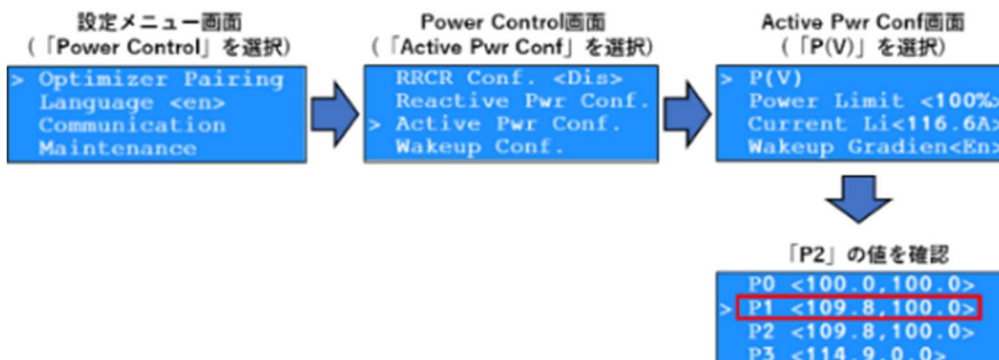 設定メニュー画面
(「Power Control」を選択)
> Optimizer Pairing
Language <en>
Communication
Maintenance
Power Control画面
(「Active Pwr Conf」を選択)
RRCR Conf. <Dis>
Reactive Pwr Conf.
> Active Pwr Conf.
Wakeup Conf.
Active Pwr Conf画面
(「P(V)」を選択)
> P(V)
Power Limit <100%>
Current Li<116.6A>
Wakeup Gradien<En>
「P2」の値を確認
P0 <100.0,100.0>
> P1 <109.8,100.0>
P2 <109.8,100.0>
P3 <114.9,0.0>